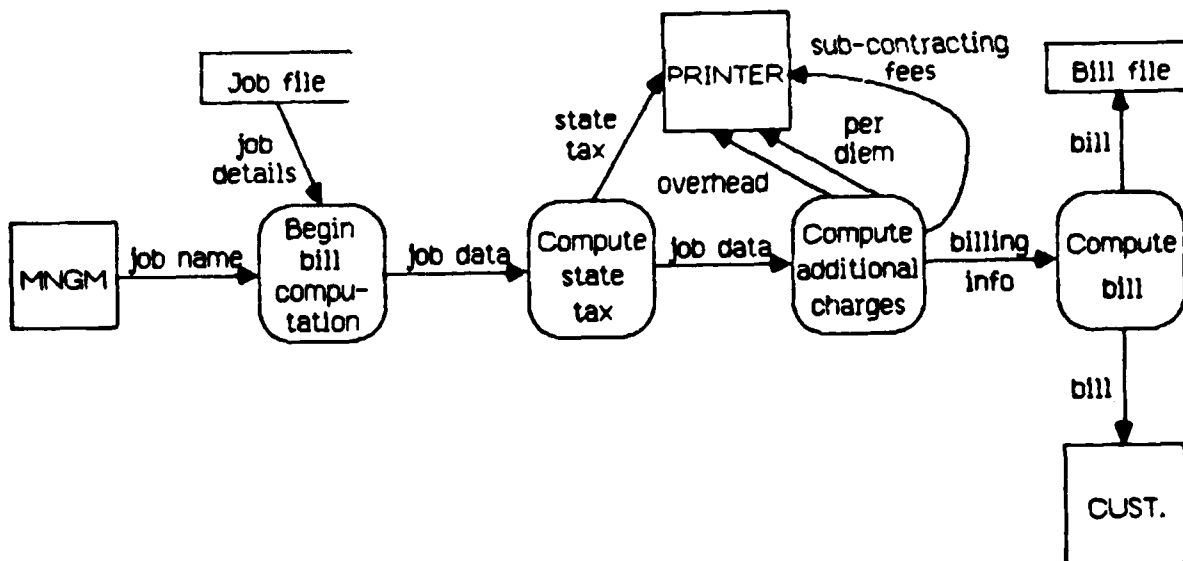 Job file
job
details
MNGM
job name
Begin
bill
compu-
tation
job data
Compute
state
tax
state
tax
PRINTER
sub-contracting
fees
per
diem
overhead
job data
Compute
additional
charges
billing
info
Compute
bill
bill
Bill file
bill
CUST.